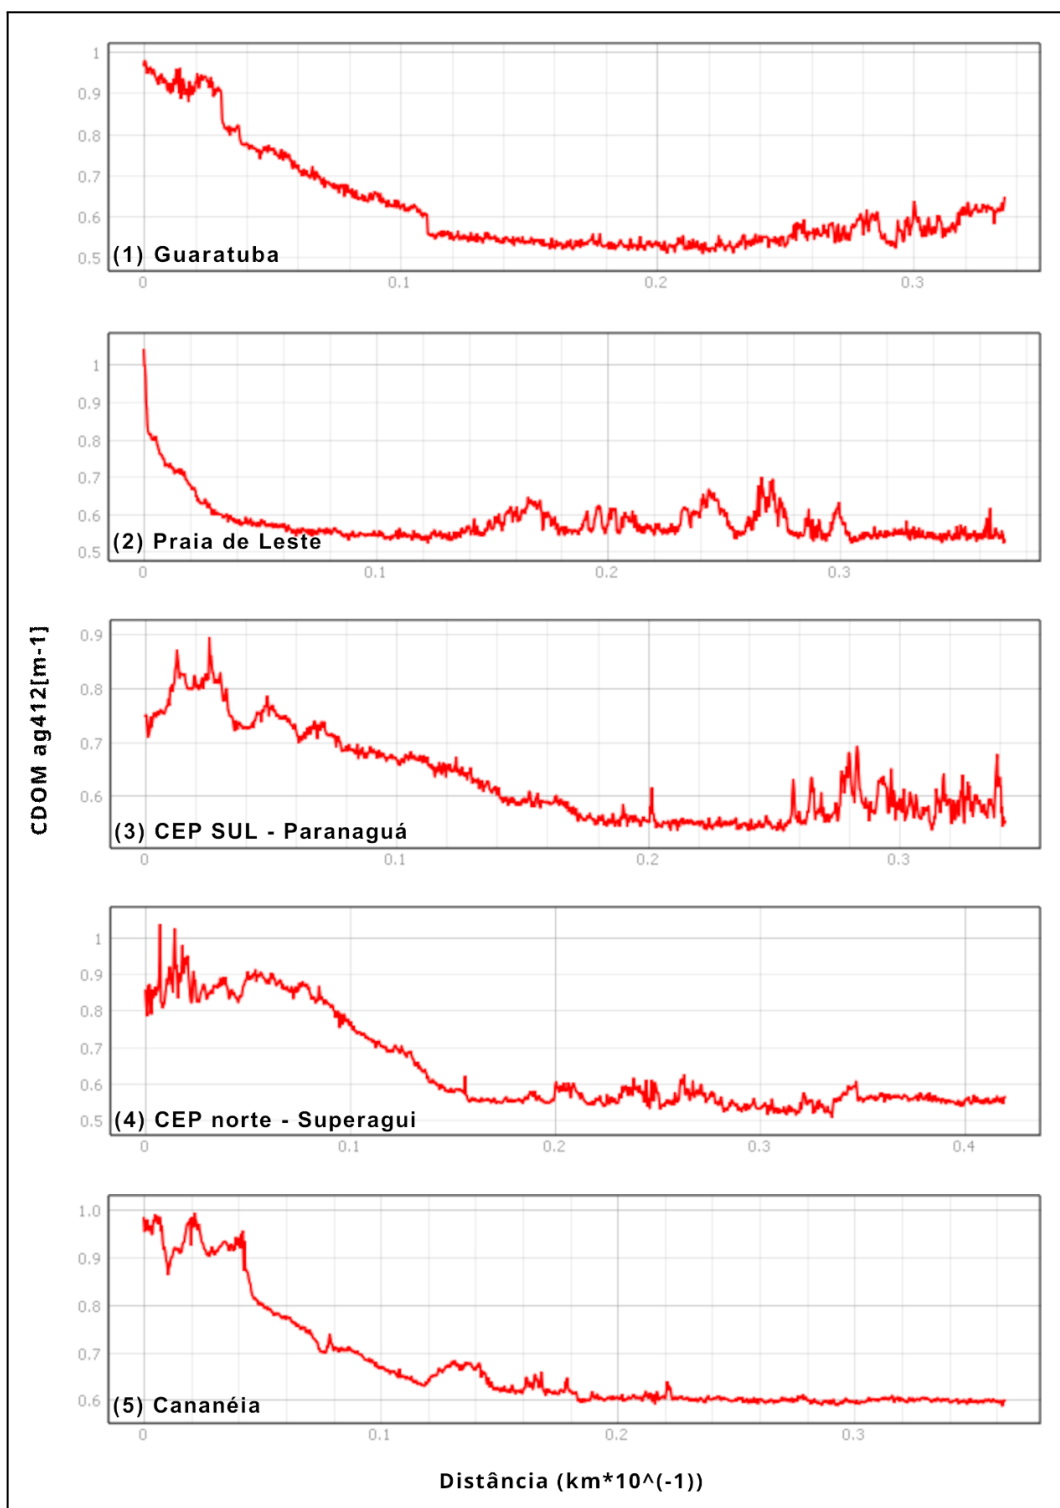 1
0.9
0.8
0.7
0.6
0.5
(1) Guaratuba
0 0.1 0.2 0.3
1
0.9
0.8
0.7
0.6
0.5
(2) Praia de Leste
0 0.1 0.2 0.3
CDOM ag412[m-1]
0.9
0.8
0.7
0.6
(3) CEP SUL - Paranaguá
0 0.1 0.2 0.3
1
0.9
0.8
0.7
0.6
0.5
(4) CEP norte - Superagui
0 0.1 0.2 0.3 0.4
1.0
0.9
0.8
0.7
0.6
(5) Cananéia
0 0.1 0.2 0.3
Distância (km*10^(-1))